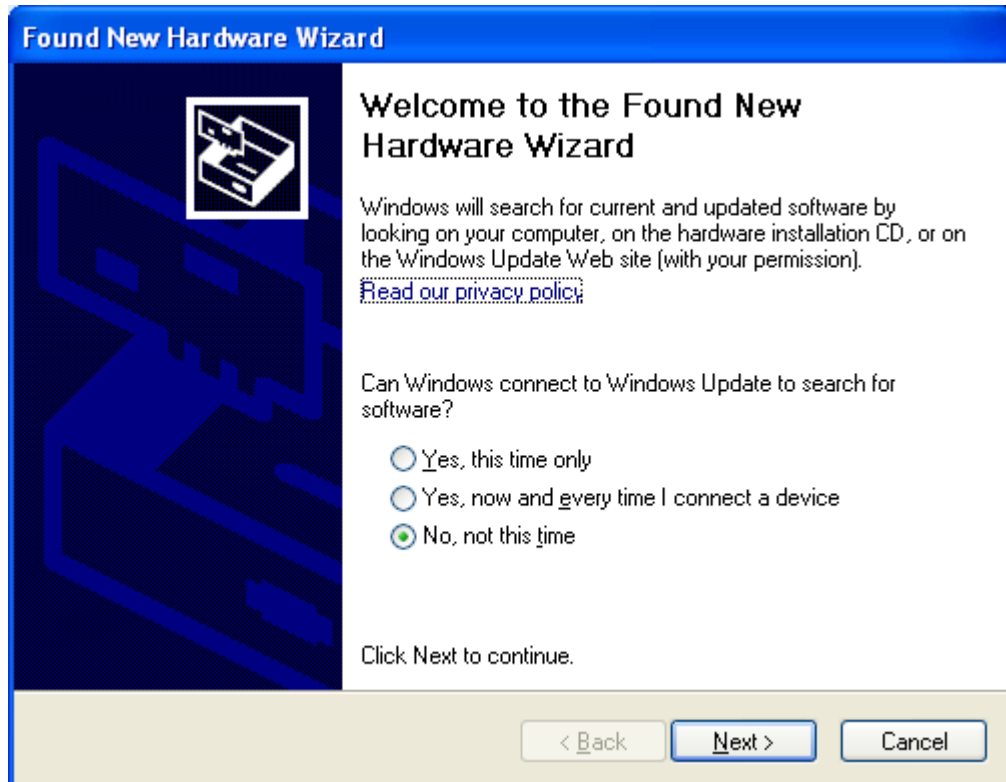 Found New Hardware Wizard
Welcome to the Found New
Hardware Wizard
Windows will search for current and updated software by
looking on your computer, on the hardware installation CD, or on
the Windows Update Web site (with your permission).
Read our privacy policy
Can Windows connect to Windows Update to search for
software?
Yes, this time only
Yes, now and every time I connect a device
No, not this time
Click Next to continue.
< Back
Next >
Cancel